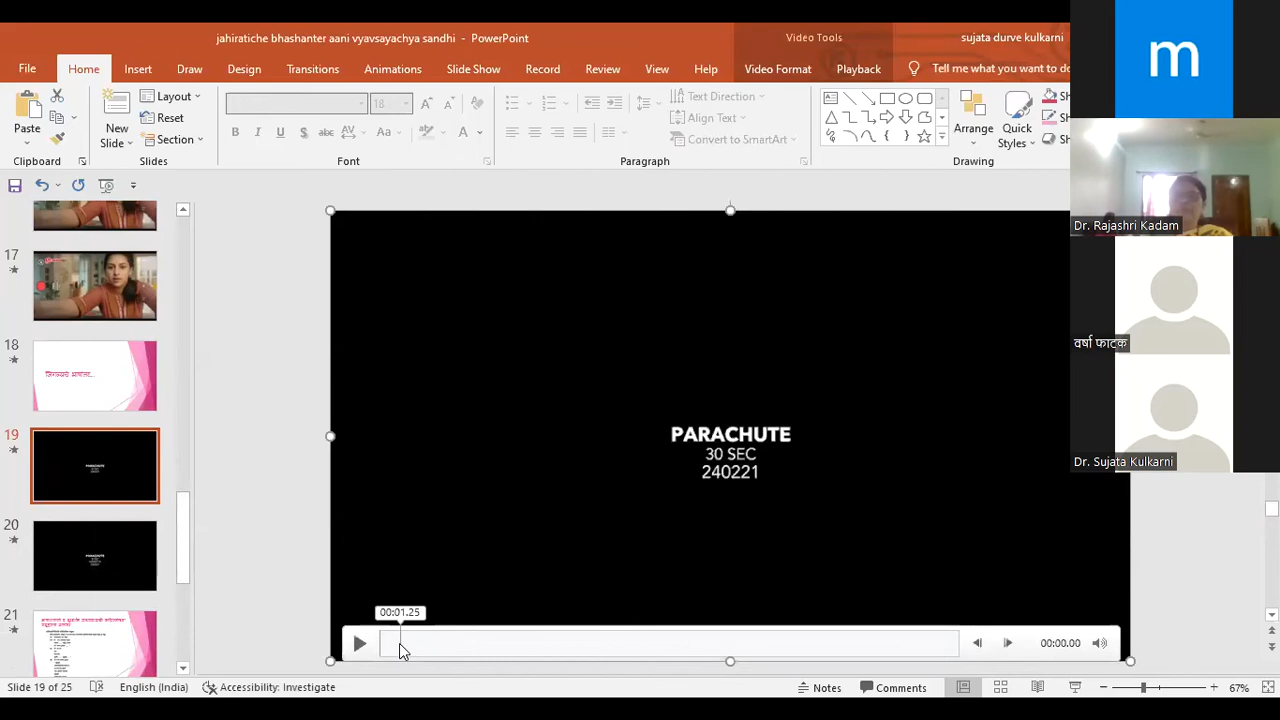 jahiratiche bhashanter aani vyavsayachya sandhi - PowerPoint
Video Tools
sujata durve kulkarni
File
Home
Insert
Draw
Design
Transitions
Animations
Slide Show
Record
Review
View
Help
Video Format
Playback
Tell me what you want to do
Paste
New
Slide
Layout
Reset
Section
18
Text Direction
Align Text
Convert to SmartArt
Arrange
Quick
Styles
Sh
Clipboard
Slides
Font
Paragraph
Drawing
17
18
19
20
21
PARACHUTE
30 SEC
240221
00:01.25
00:00.00
m
Dr. Rajashri Kadam
वर्षा फाटक
Dr. Sujata Kulkarni
Slide 19 of 25
English (India)
Accessibility: Investigate
Notes
Comments
67%